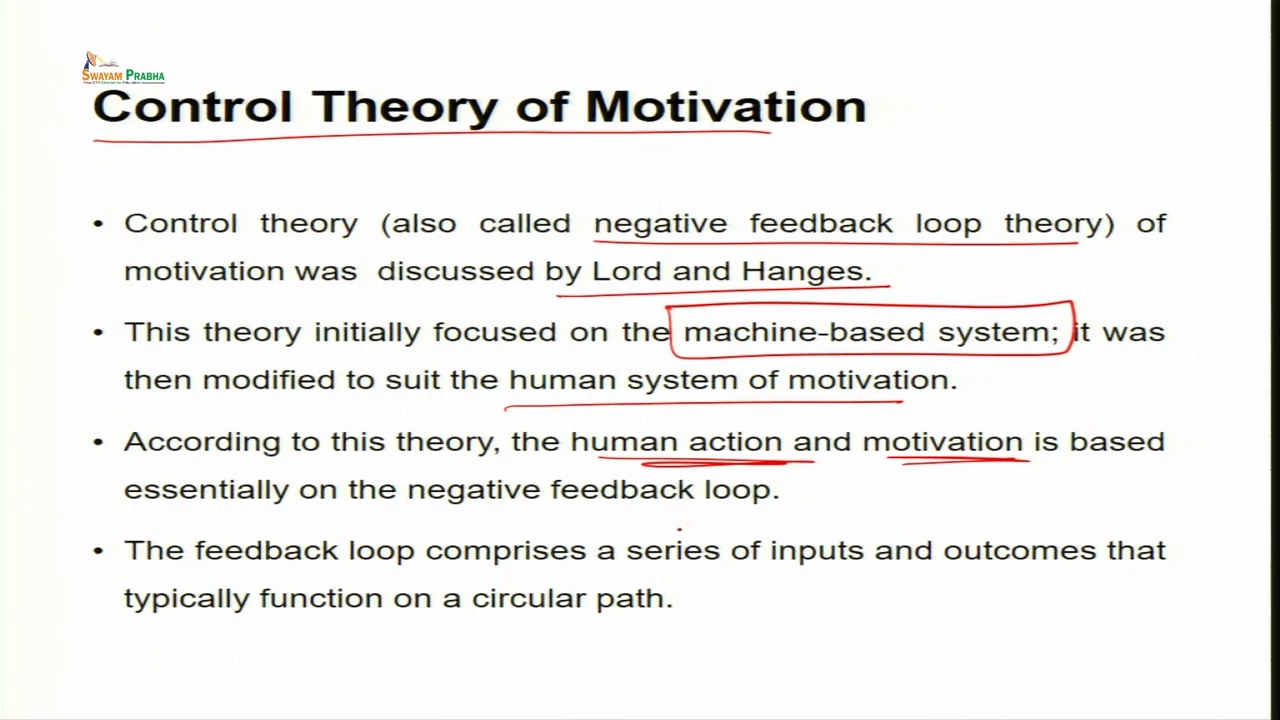 SWAYAM PRABHA
Control Theory of Motivation
• Control theory (also called negative feedback loop theory) of
motivation was discussed by Lord and Hanges.
• This theory initially focused on the machine-based system; it was
then modified to suit the human system of motivation.
• According to this theory, the human action and motivation is based
essentially on the negative feedback loop.
• The feedback loop comprises a series of inputs and outcomes that
typically function on a circular path.